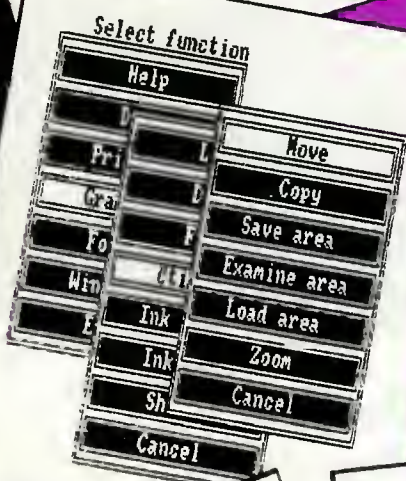 Select function
Help
Ink
Ink
Cancel
Move
Copy
Save area
Examine area
Load area
Zoom
Cancel